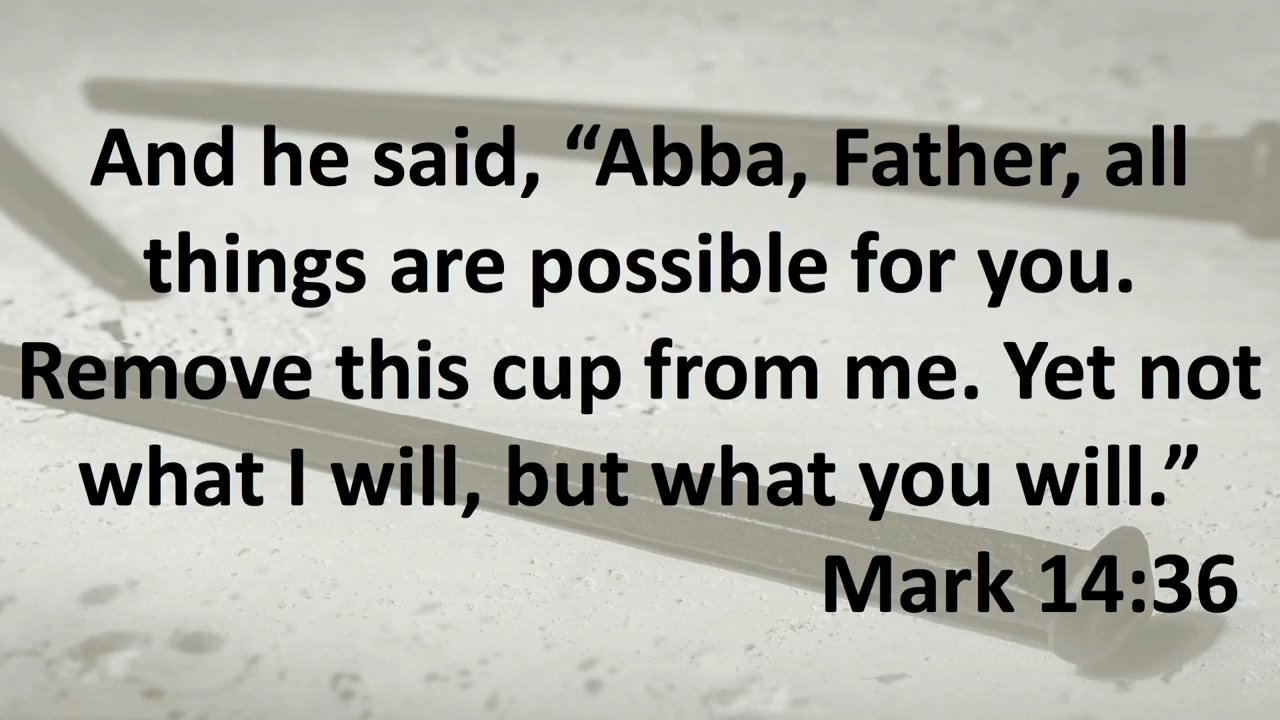 And he said, “Abba, Father, all
things are possible for you.
Remove this cup from me. Yet not
what I will, but what you will.”
Mark 14:36